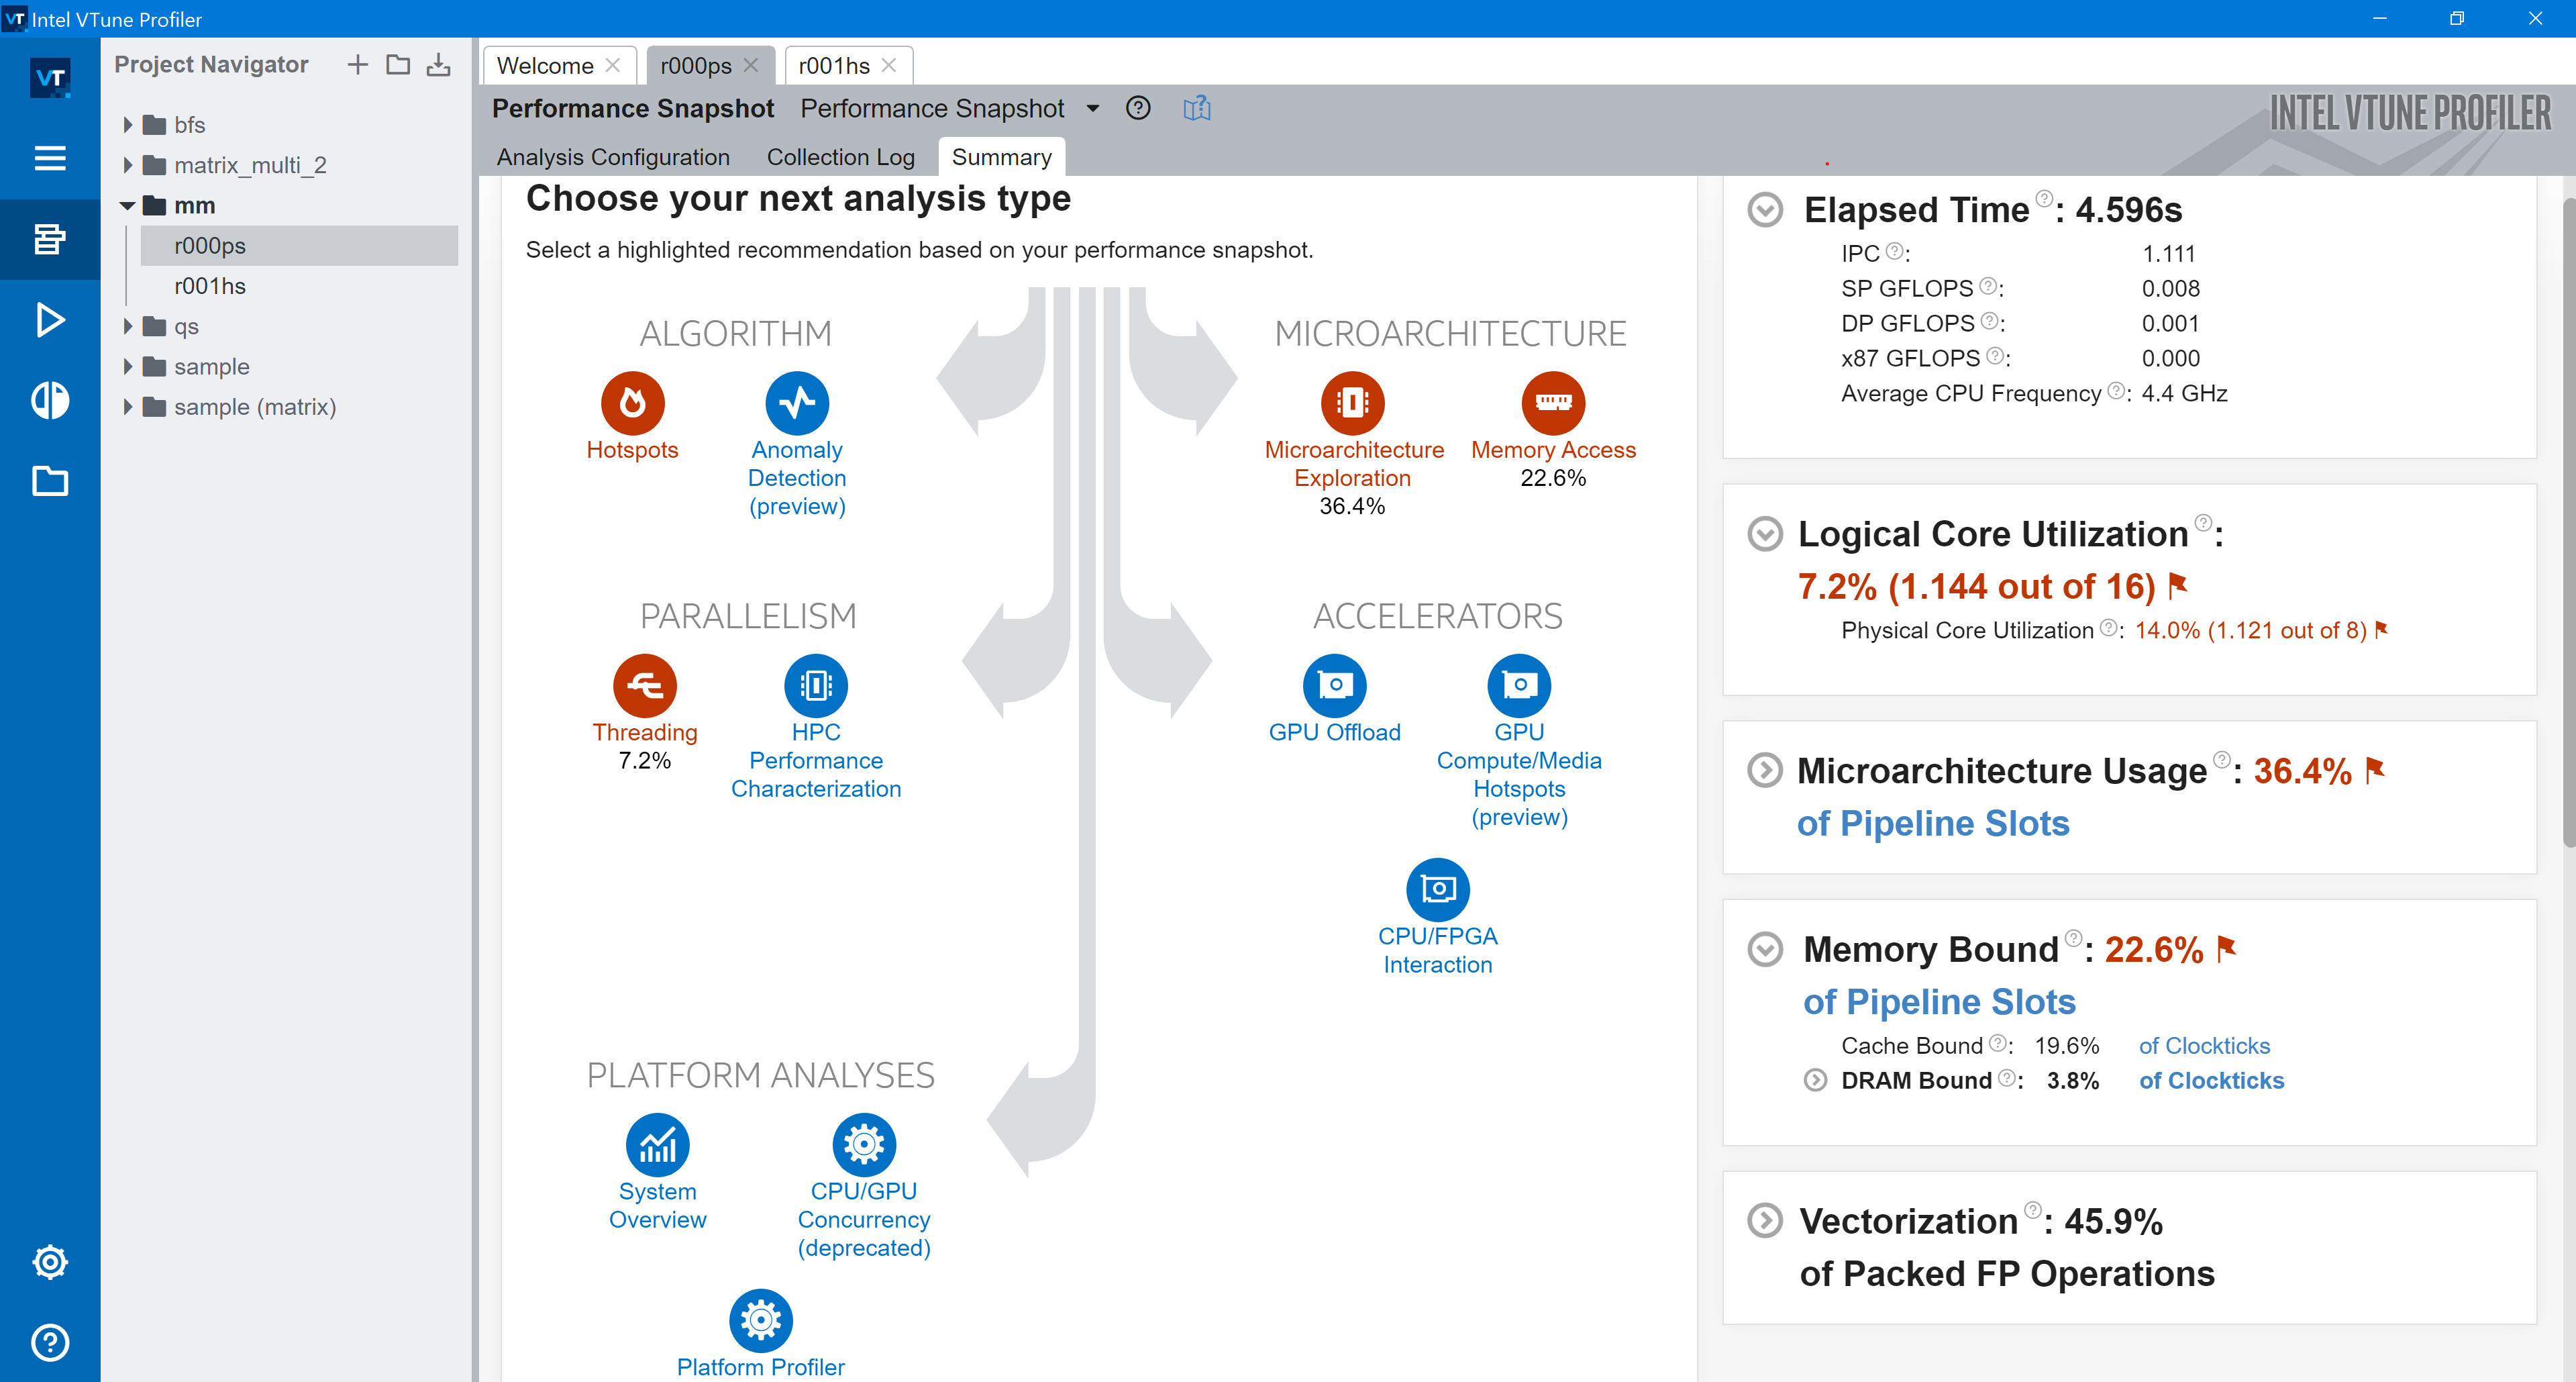 VT Intel VTune Profiler
VT
Project Navigator
bfs
matrix_multi_2
mm
r000ps
r001hs
qs
sample
sample (matrix)
Welcome
r000ps
r001hs
Performance Snapshot Performance Snapshot
INTEL VTUNE PROFILER
Analysis Configuration Collection Log Summary
Choose your next analysis type
Select a highlighted recommendation based on your performance snapshot.
ALGORITHM
Hotspots
Anomaly
Detection
(preview)
MICROARCHITECTURE
Microarchitecture
Exploration
36.4%
Memory Access
22.6%
PARALLELISM
Threading
7.2%
HPC
Performance
Characterization
ACCELERATORS
GPU Offload
GPU
Compute/Media
Hotspots
(preview)
CPU/FPGA
Interaction
PLATFORM ANALYSES
System
Overview
CPU/GPU
Concurrency
(deprecated)
Platform Profiler
Elapsed Time ?: 4.596s
IPC ?: 1.111
SP GFLOPS ?: 0.008
DP GFLOPS ?: 0.001
x87 GFLOPS ?: 0.000
Average CPU Frequency ?: 4.4 GHz
Logical Core Utilization ?:
7.2% (1.144 out of 16)
Physical Core Utilization ?: 14.0% (1.121 out of 8)
Microarchitecture Usage ?: 36.4%
of Pipeline Slots
Memory Bound ?: 22.6%
of Pipeline Slots
Cache Bound ?: 19.6% of Clockticks
DRAM Bound ?: 3.8% of Clockticks
Vectorization ?: 45.9%
of Packed FP Operations